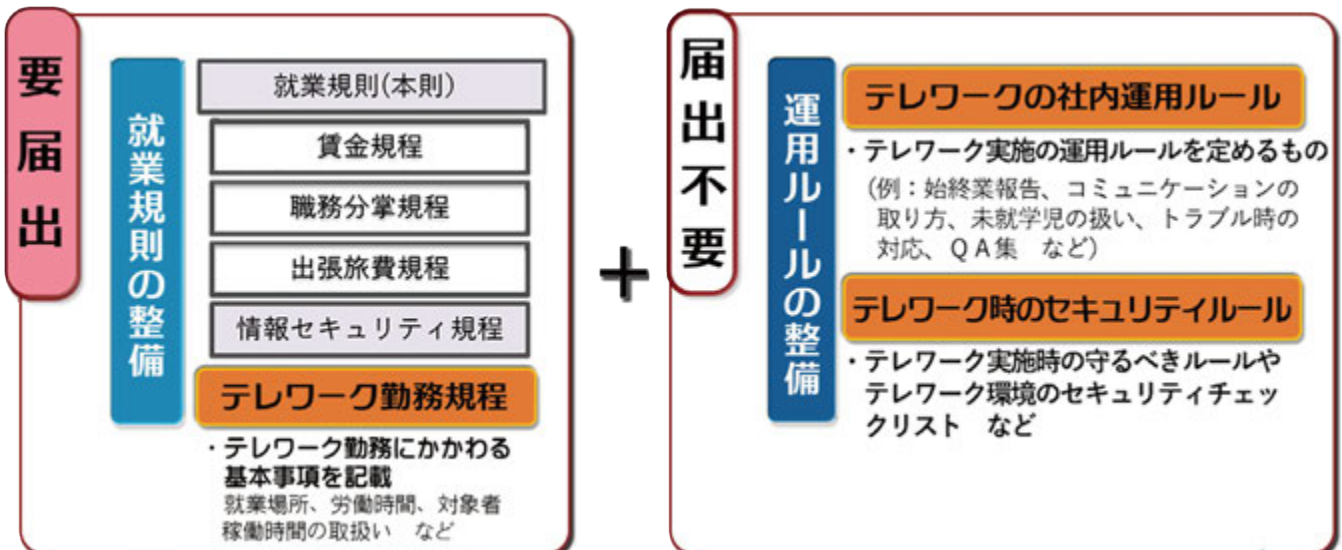 要届出
就業規則の整備
就業規則(本則)
賃金規程
職務分掌規程
出張旅費規程
情報セキュリティ規程
テレワーク勤務規程
・テレワーク勤務にかかわる
基本事項を記載
就業場所、労働時間、対象者
稼働時間の取扱い　など
+
届出不要
運用ルールの整備
テレワークの社内運用ルール
・テレワーク実施の運用ルールを定めるもの
(例：始終業報告、コミュニケーションの
取り方、未就学児の扱い、トラブル時の
対応、ＱＡ集　など)
テレワーク時のセキュリティルール
・テレワーク実施時の守るべきルールや
テレワーク環境のセキュリティチェッ
クリスト　など